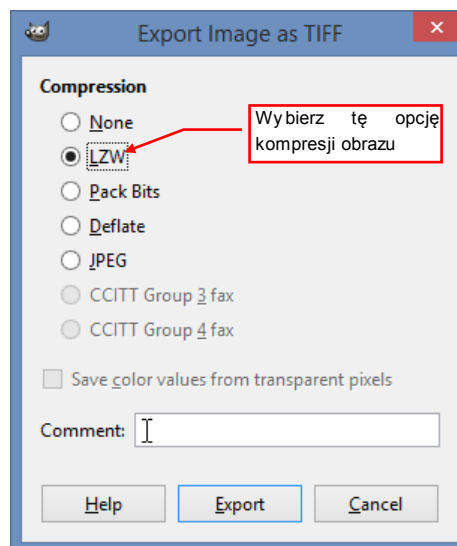 Export Image as TIFF
Compression
None
Wybierz tę opcję
kompresji obrazu
LZW
Pack Bits
Deflate
JPEG
CCITT Group 3 fax
CCITT Group 4 fax
Save color values from transparent pixels
Comment:
Help Export Cancel